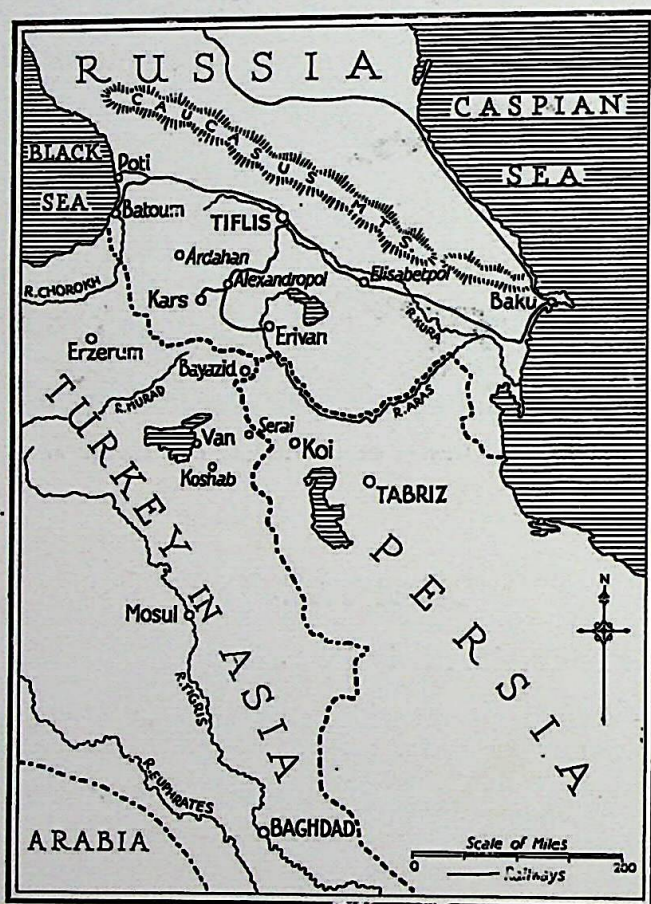 RUSSIA
CAUCASUS MTS.
CASPIAN
SEA
BLACK
SEA
Poti
Batoum
TIFLIS
Ardahan
R. CHOROKH
Kars
Alexandropol
Elisabetpol
Baku
R. KURA
Erzerum
Erivan
Bayazid
R. MURAD
R. ARAS
Van
Serai
Koi
Koshab
TABRIZ
TURKEY IN ASIA
PERSIA
N
Mosul
R. TIGRIS
R. EUPHRATES
ARABIA
BAGHDAD
Scale of Miles
0 200
Railways